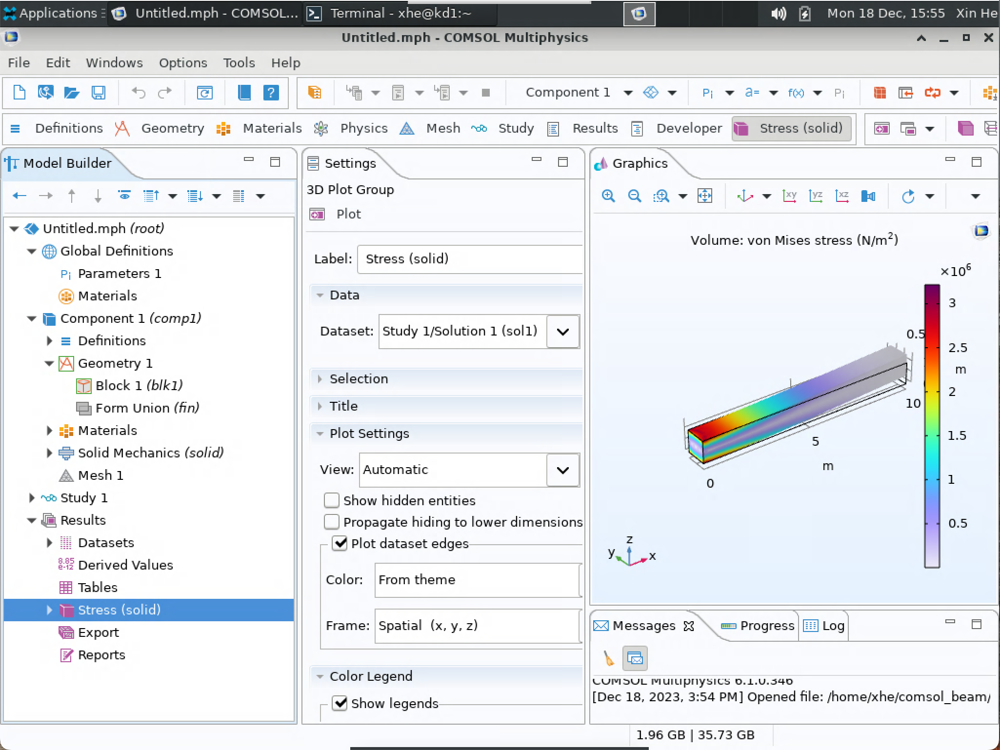 Applications
Untitled.mph - COMSOL...
Terminal - xhe@kd1:~
Mon 18 Dec, 15:55
Xin He
Untitled.mph - COMSOL Multiphysics
File Edit Windows Options Tools Help
Component 1
Pi
a=
f(x)
Pi
Definitions Geometry Materials Physics Mesh Study Results Developer Stress (solid)
Model Builder
Untitled.mph (root)
Global Definitions
Pi Parameters 1
Materials
Component 1 (comp1)
Definitions
Geometry 1
Block 1 (blk1)
Form Union (fin)
Materials
Solid Mechanics (solid)
Mesh 1
Study 1
Results
Datasets
8.85
e-12
Derived Values
Tables
Stress (solid)
Export
Reports
Settings
3D Plot Group
Plot
Label: Stress (solid)
Data
Dataset: Study 1/Solution 1 (sol1)
Selection
Title
Plot Settings
View: Automatic
Show hidden entities
Propagate hiding to lower dimensions
Plot dataset edges
Color: From theme
Frame: Spatial (x, y, z)
Color Legend
Show legends
Graphics
xy yz xz
Volume: von Mises stress (N/m²)
×10⁶
3
0.5
2.5
m
2
10
1.5
5
m
1
0
0.5
z
y
x
Messages Progress Log
COMSOL Multiphysics 6.1.0.346
[Dec 18, 2023, 3:54 PM] Opened file: /home/xhe/comsol_beam/
1.96 GB | 35.73 GB